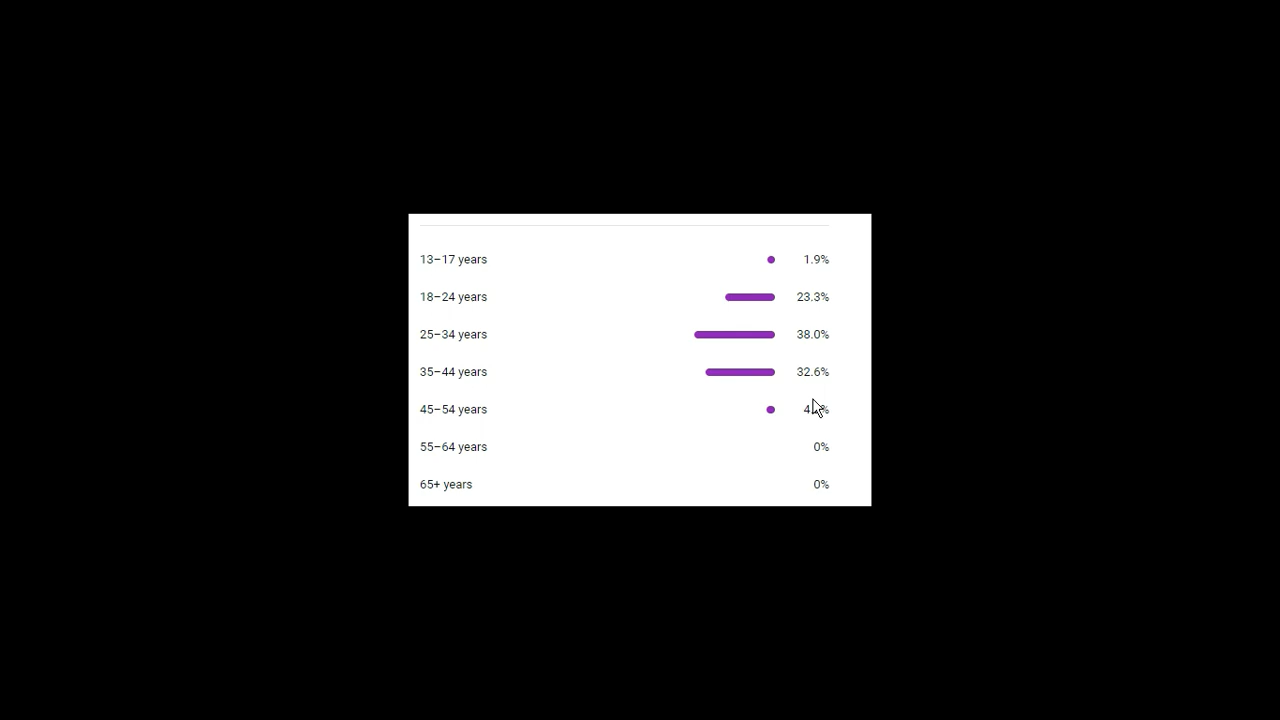 13–17 years 1.9%
18–24 years 23.3%
25–34 years 38.0%
35–44 years 32.6%
45–54 years
55–64 years 0%
65+ years 0%